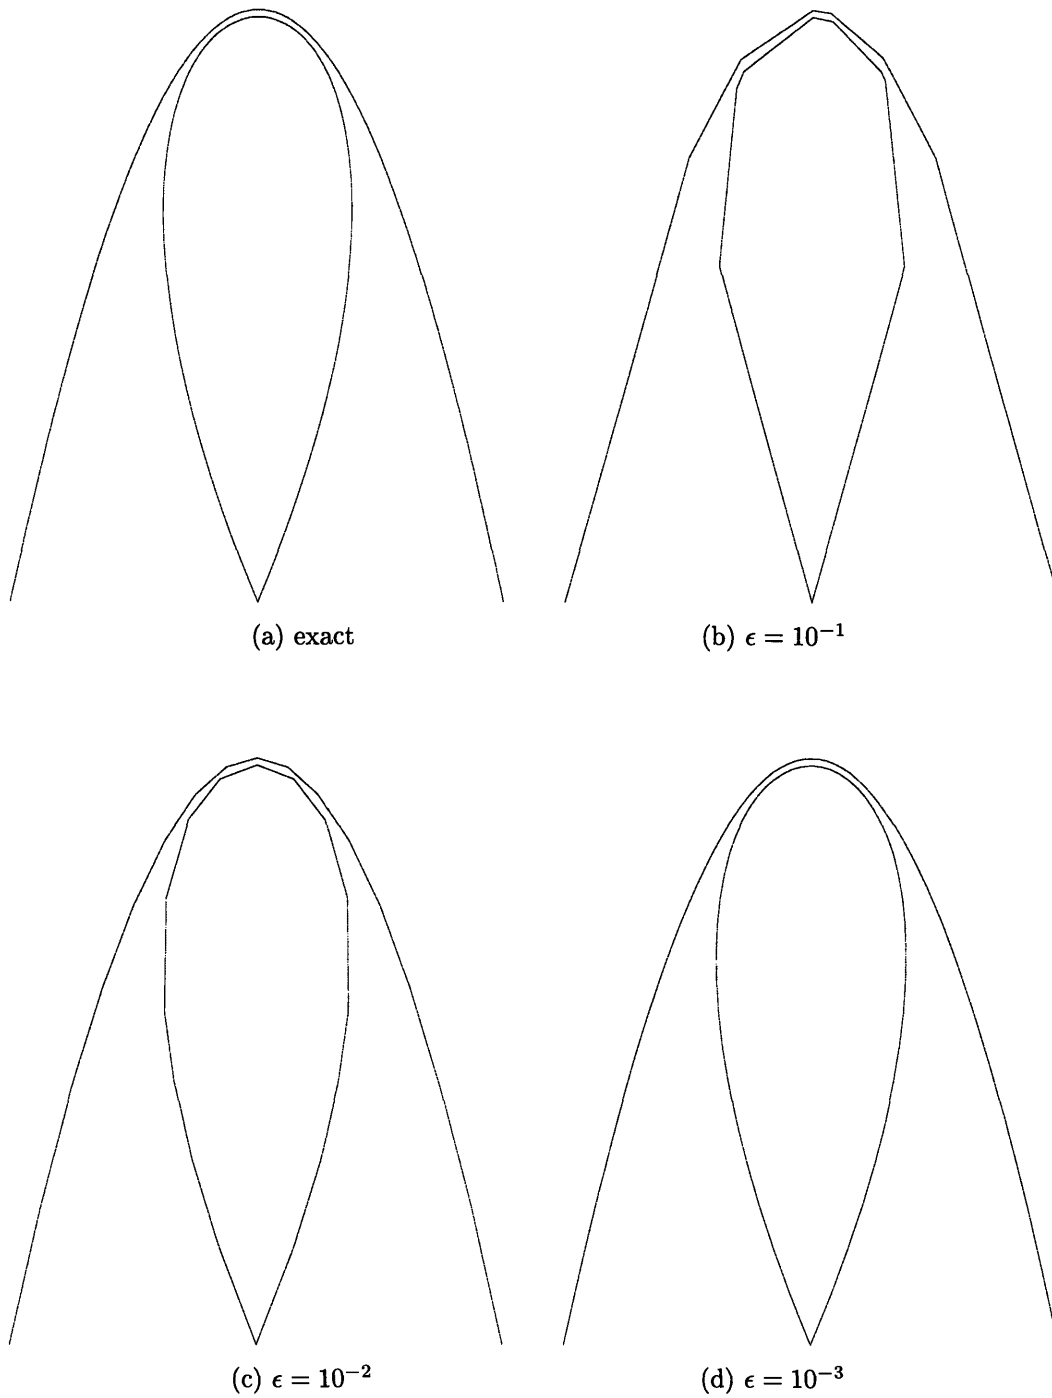 (a) exact
(b) ϵ = 10⁻¹
(c) ϵ = 10⁻²
(d) ϵ = 10⁻³